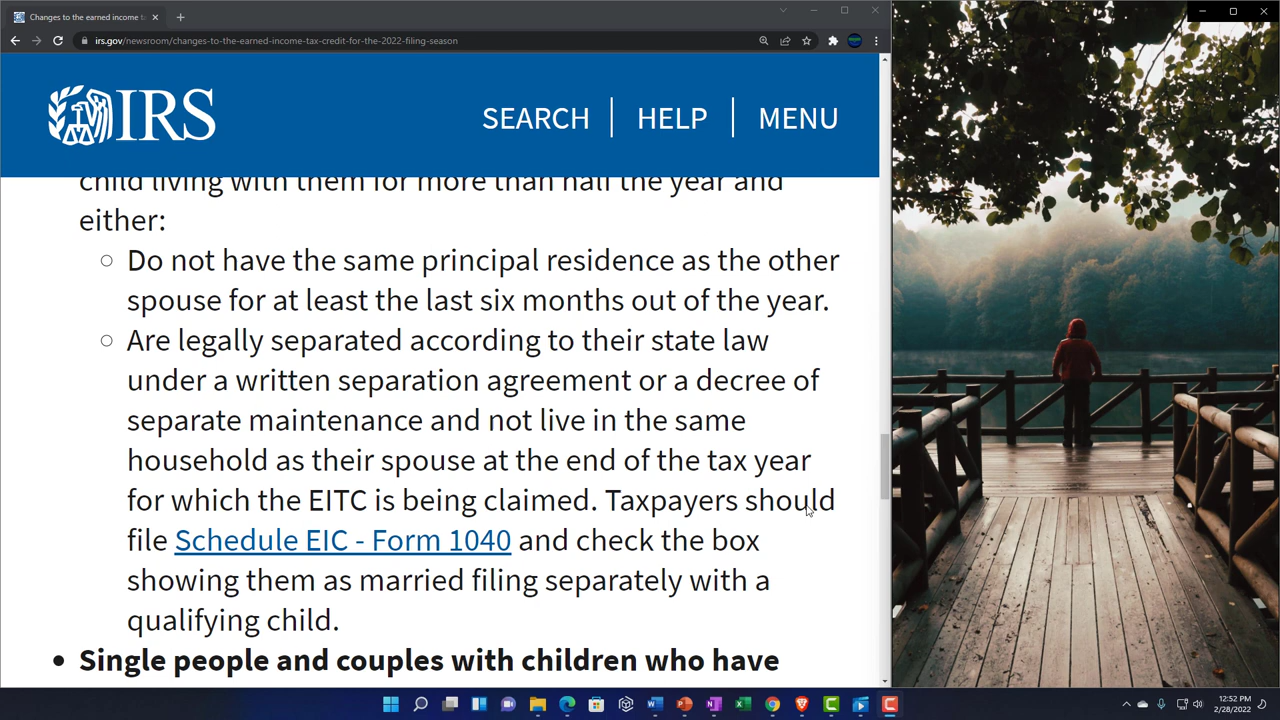 Changes to the earned income ta
irs.gov/newsroom/changes-to-the-earned-income-tax-credit-for-the-2022-filing-season
IRS
SEARCH
HELP
MENU
child living with them for more than half the year and
either:
Do not have the same principal residence as the other
spouse for at least the last six months out of the year.
Are legally separated according to their state law
under a written separation agreement or a decree of
separate maintenance and not live in the same
household as their spouse at the end of the tax year
for which the EITC is being claimed. Taxpayers should
file Schedule EIC - Form 1040 and check the box
showing them as married filing separately with a
qualifying child.
Single people and couples with children who have
12:52 PM
2/28/2022